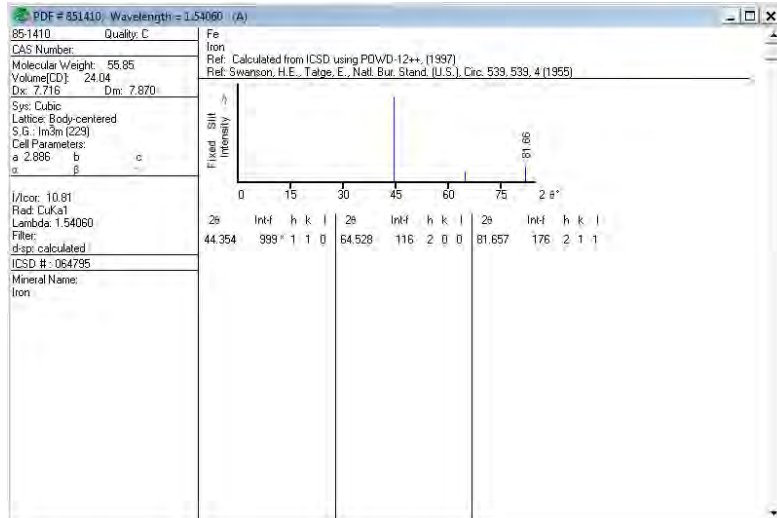 PDF # 851410, Wavelength = 1.54060 (A)
85-1410 Quality: C
CAS Number:
Molecular Weight: 55.85
Volume[CD]: 24.04
Dx: 7.716 Dm: 7.870
Sys: Cubic
Lattice: Body-centered
S.G.: Im3m (229)
Cell Parameters:
a 2.886 b c
α β
I/Icor: 10.81
Rad: CuKa1
Lambda: 1.54060
Filter:
d-sp: calculated
ICSD # : 064795
Mineral Name:
Iron
Fe
Iron
Ref: Calculated from ICSD using POWD-12++, (1997)
Ref: Swanson, H.E., Tatge, E., Natl. Bur. Stand. (U.S.), Circ. 539, 539, 4 (1955)
Fixed Slit
Intensity
81.66
0 15 30 45 60 75 2 θ°
2θ Int-f h k l 2θ Int-f h k l 2θ Int-f h k l
44.354 999 * 1 1 0 64.528 116 2 0 0 81.657 176 2 1 1